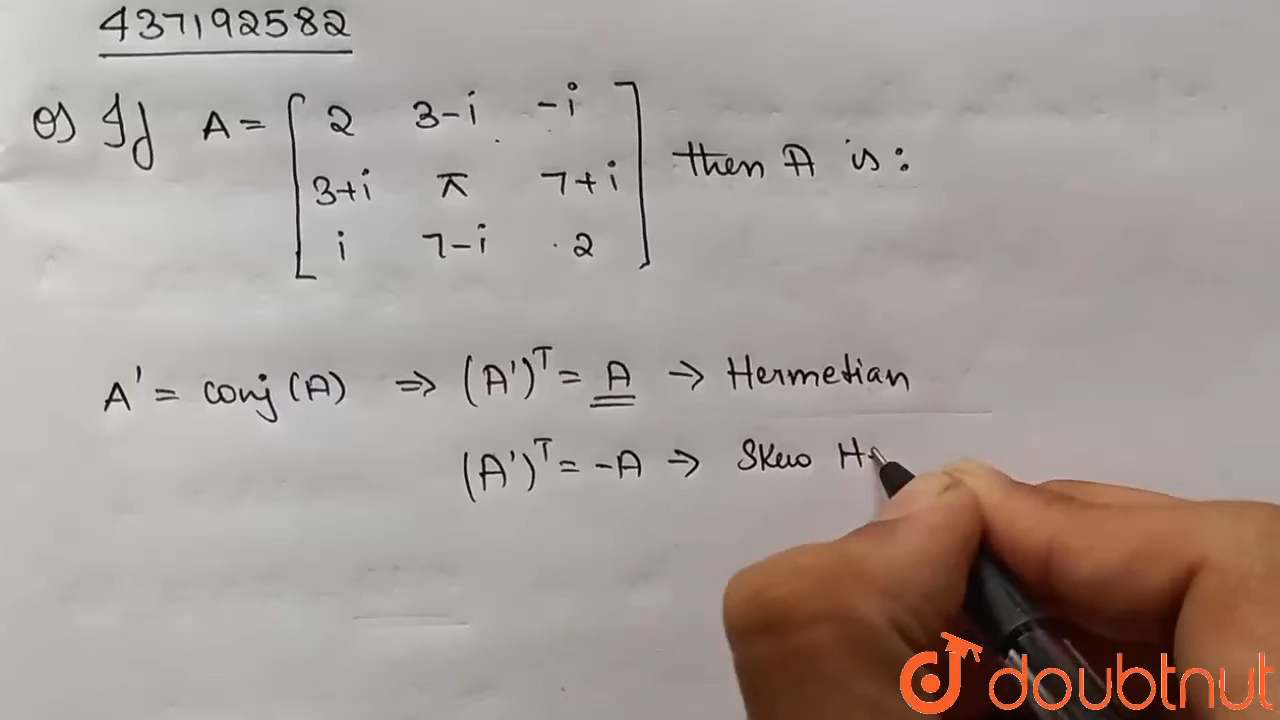 437192582
Q) If A = [ 2 3-i -i
3+i π 7+i
i 7-i 2 ] then A is :
A' = conj (A) ⇒ (A')ᵀ = A → Hermetian
(A')ᵀ = -A → Skew H
doubtnut